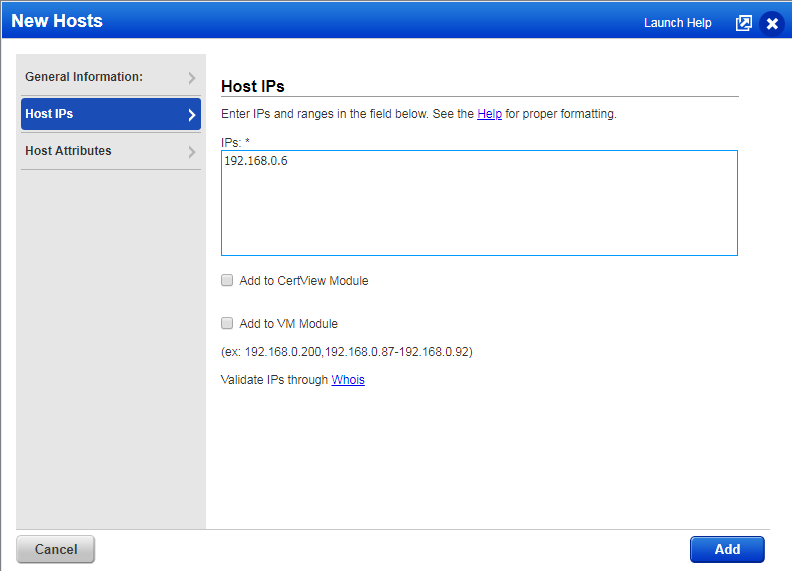 New Hosts
Launch Help
General Information:
Host IPs
Host Attributes
Host IPs
Enter IPs and ranges in the field below. See the Help for proper formatting.
IPs: *
192.168.0.6
Add to CertView Module
Add to VM Module
(ex: 192.168.0.200,192.168.0.87-192.168.0.92)
Validate IPs through Whois
Cancel
Add